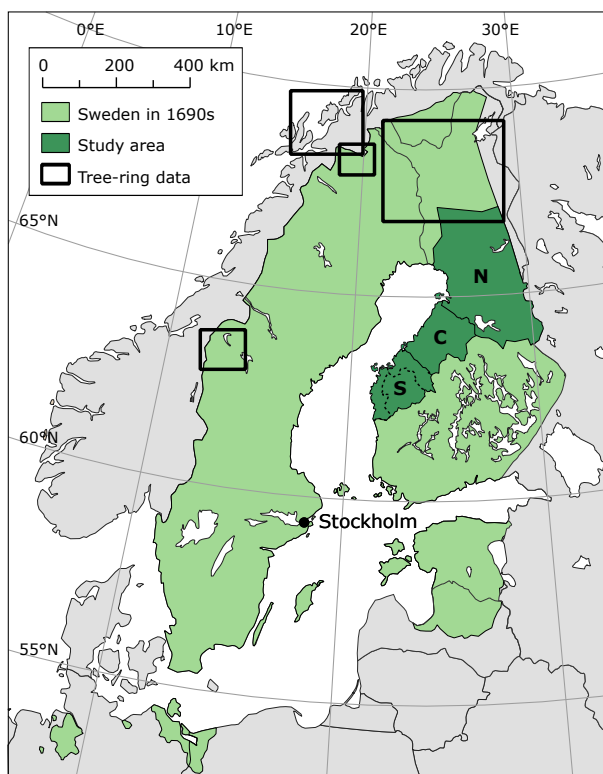 0°E
10°E
20°E
30°E
0 200 400 km
Sweden in 1690s
Study area
Tree-ring data
65°N
N
C
S
60°N
Stockholm
55°N